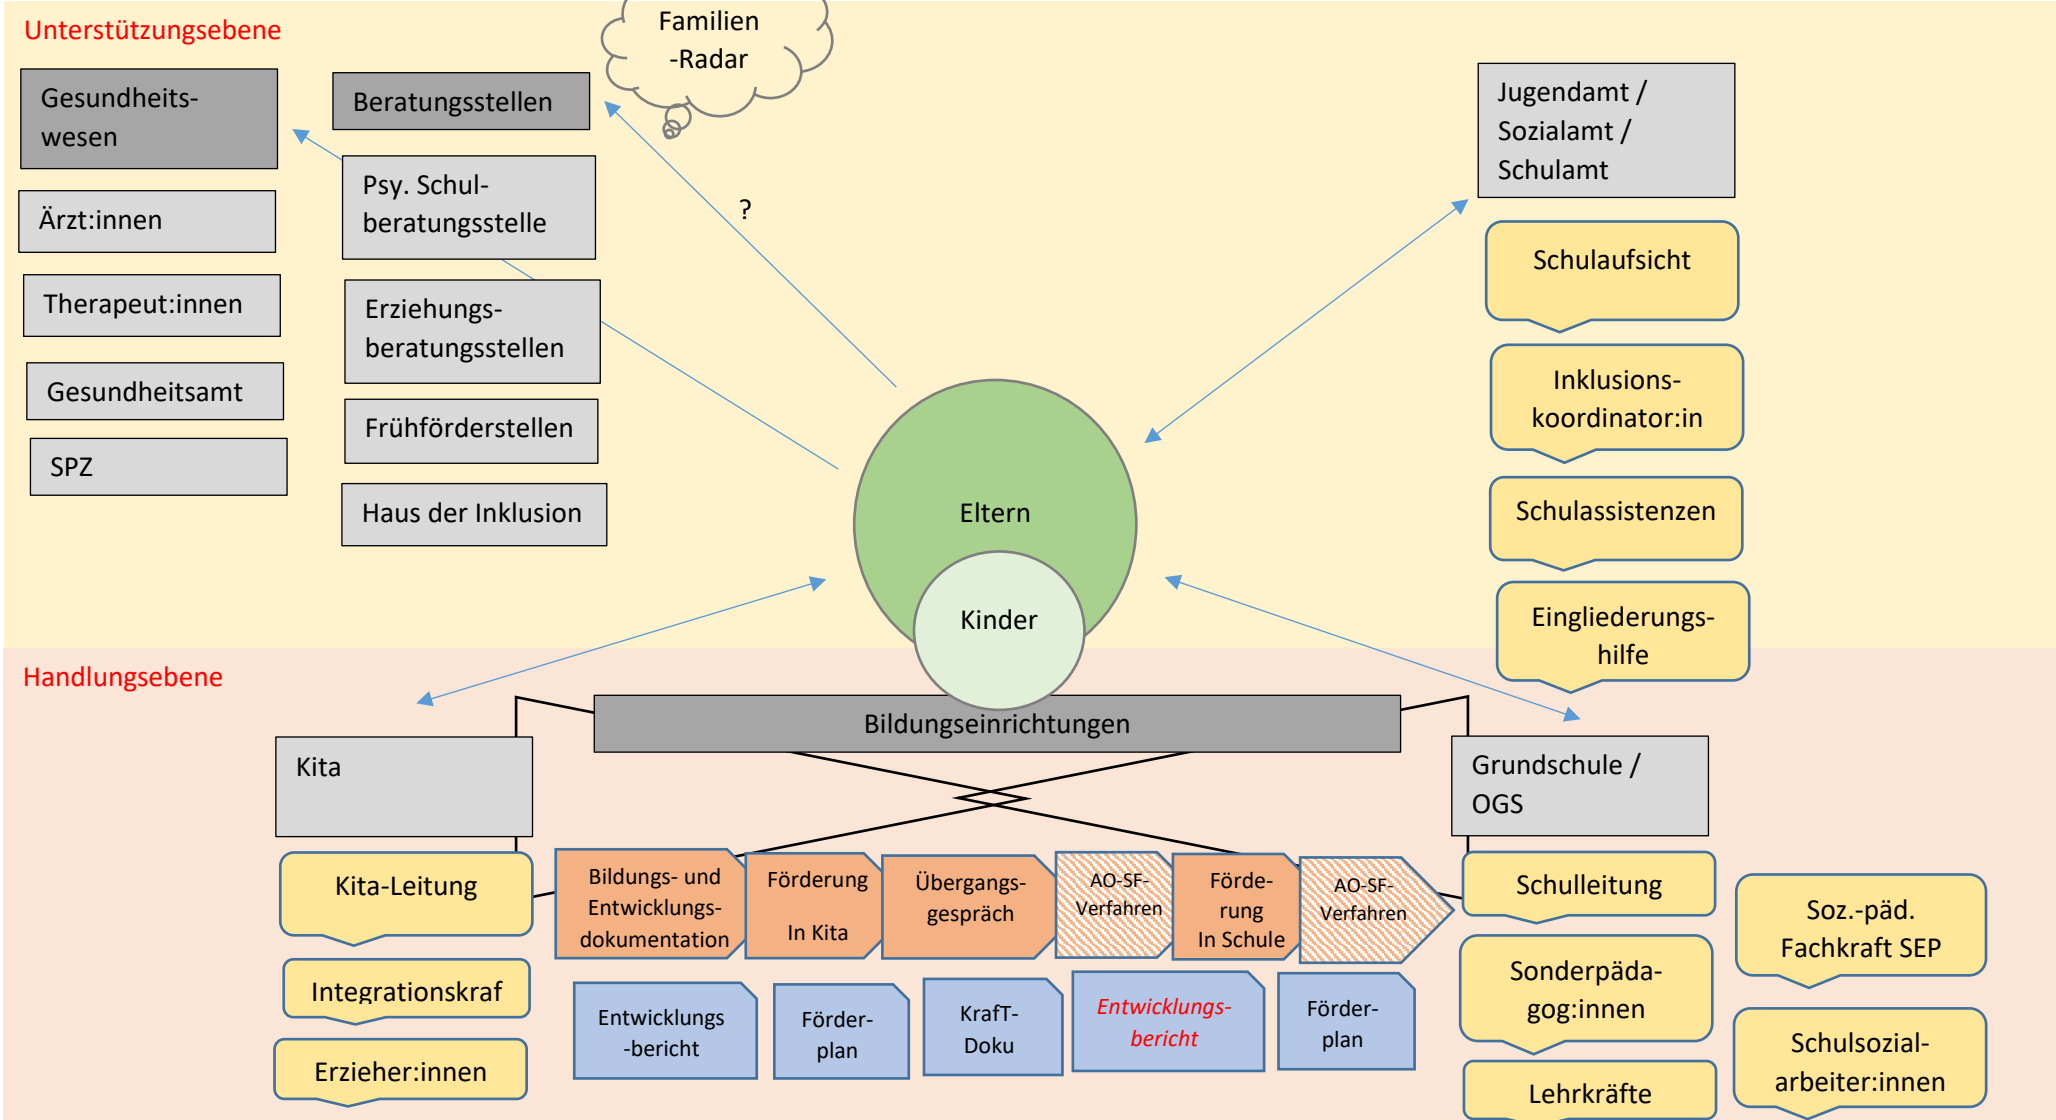 Unterstützungsebene
Familien
-Radar
Gesundheits-
wesen
Ärzt:innen
Therapeut:innen
Gesundheitsamt
SPZ
Beratungsstellen
Psy. Schul-
beratungsstelle
Erziehungs-
beratungsstellen
Frühförderstellen
Haus der Inklusion
?
Jugendamt /
Sozialamt /
Schulamt
Schulaufsicht
Inklusions-
koordinator:in
Schulassistenzen
Eingliederungs-
hilfe
Eltern
Kinder
Handlungsebene
Bildungseinrichtungen
Kita
Kita-Leitung
Integrationskraf
Erzieher:innen
Bildungs- und
Entwicklungs-
dokumentation
Förderung
In Kita
Übergangs-
gespräch
AO-SF-
Verfahren
Förde-
rung
In Schule
AO-SF-
Verfahren
Entwicklungs
-bericht
Förder-
plan
KrafT-
Doku
Entwicklungs-
bericht
Förder-
plan
Grundschule /
OGS
Schulleitung
Sonderpäda-
gog:innen
Lehrkräfte
Soz.-päd.
Fachkraft SEP
Schulsozial-
arbeiter:innen